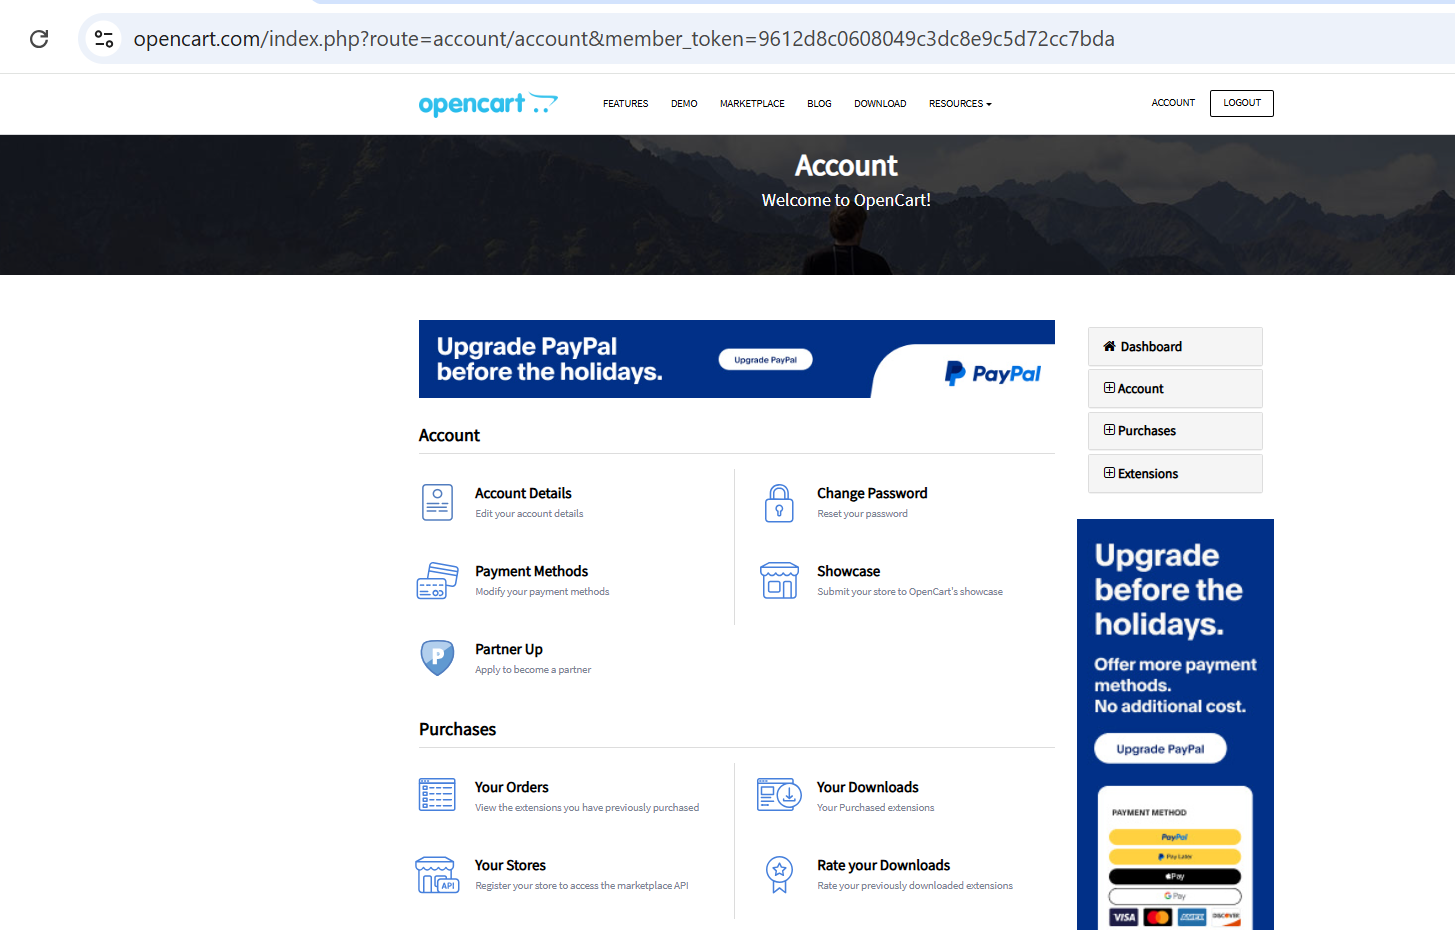 opencart.com/index.php?route=account/account&member_token=9612d8c0608049c3dc8e9c5d72cc7bda
opencart
FEATURES
DEMO
MARKETPLACE
BLOG
DOWNLOAD
RESOURCES
ACCOUNT
LOGOUT
Account
Welcome to OpenCart!
Upgrade PayPal
before the holidays.
Upgrade PayPal
PayPal
Dashboard
Account
Purchases
Extensions
Account
Account Details
Edit your account details
Change Password
Reset your password
Payment Methods
Modify your payment methods
Showcase
Submit your store to OpenCart's showcase
P
Partner Up
Apply to become a partner
Purchases
Your Orders
View the extensions you have previously purchased
Your Downloads
Your Purchased extensions
API
Your Stores
Register your store to access the marketplace API
Rate your Downloads
Rate your previously downloaded extensions
Upgrade
before the
holidays.
Offer more payment
methods.
No additional cost.
Upgrade PayPal
PAYMENT METHOD
PayPal
Pay Later
Pay
G Pay
VISA
AMEX
DISCOVER